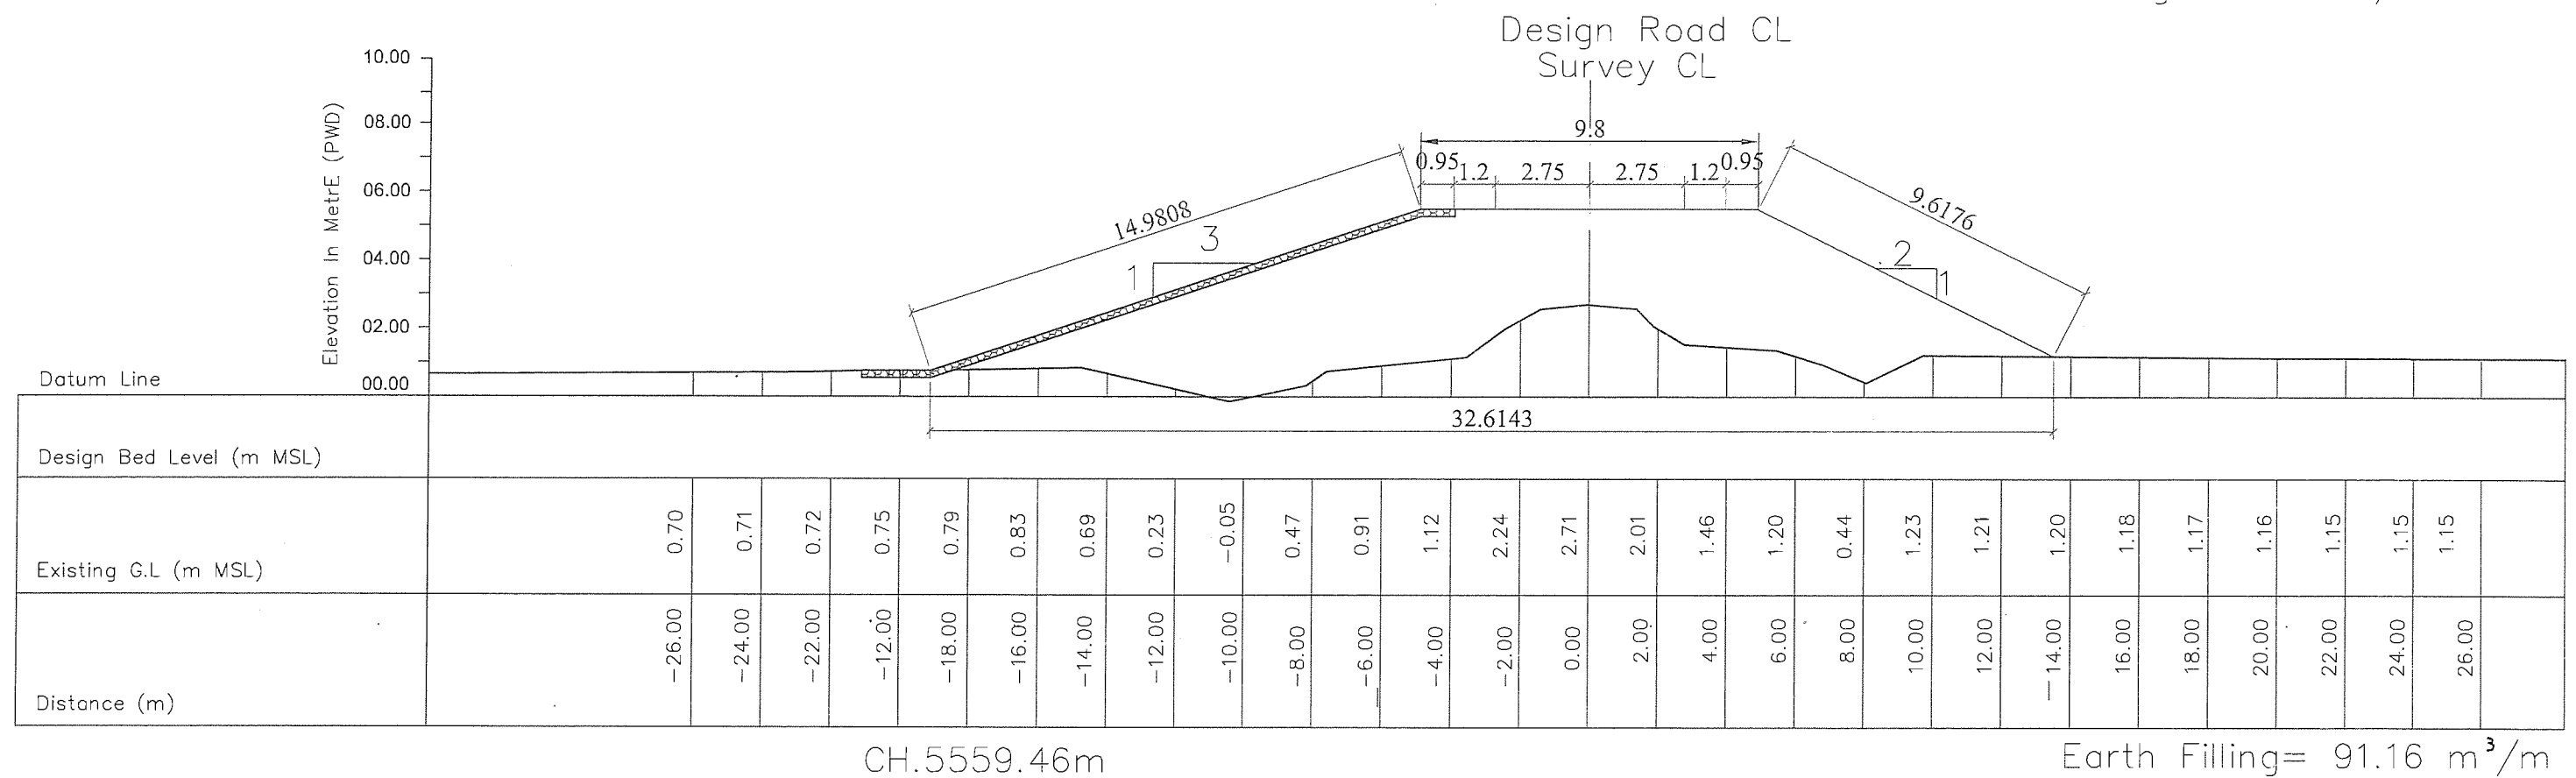 Design Road CL
Survey CL
10.00
08.00
06.00
04.00
02.00
00.00
Elevation In MetrE (PWD)
9.8
0.95 1.2 2.75 2.75 1.2 0.95
14.9808
3
1
9.6176
2
1
Datum Line
32.6143
Design Bed Level (m MSL)
Existing G.L (m MSL) 0.70 0.71 0.72 0.75 0.79 0.83 0.69 0.23 -0.05 0.47 0.91 1.12 2.24 2.71 2.01 1.46 1.20 0.44 1.23 1.21 1.20 1.18 1.17 1.16 1.15 1.15 1.15
Distance (m) -26.00 -24.00 -22.00 -12.00 -18.00 -16.00 -14.00 -12.00 -10.00 -8.00 -6.00 -4.00 -2.00 0.00 2.00 4.00 6.00 8.00 10.00 12.00 -14.00 16.00 18.00 20.00 22.00 24.00 26.00
CH.5559.46m
Earth Filling= 91.16 m³/m